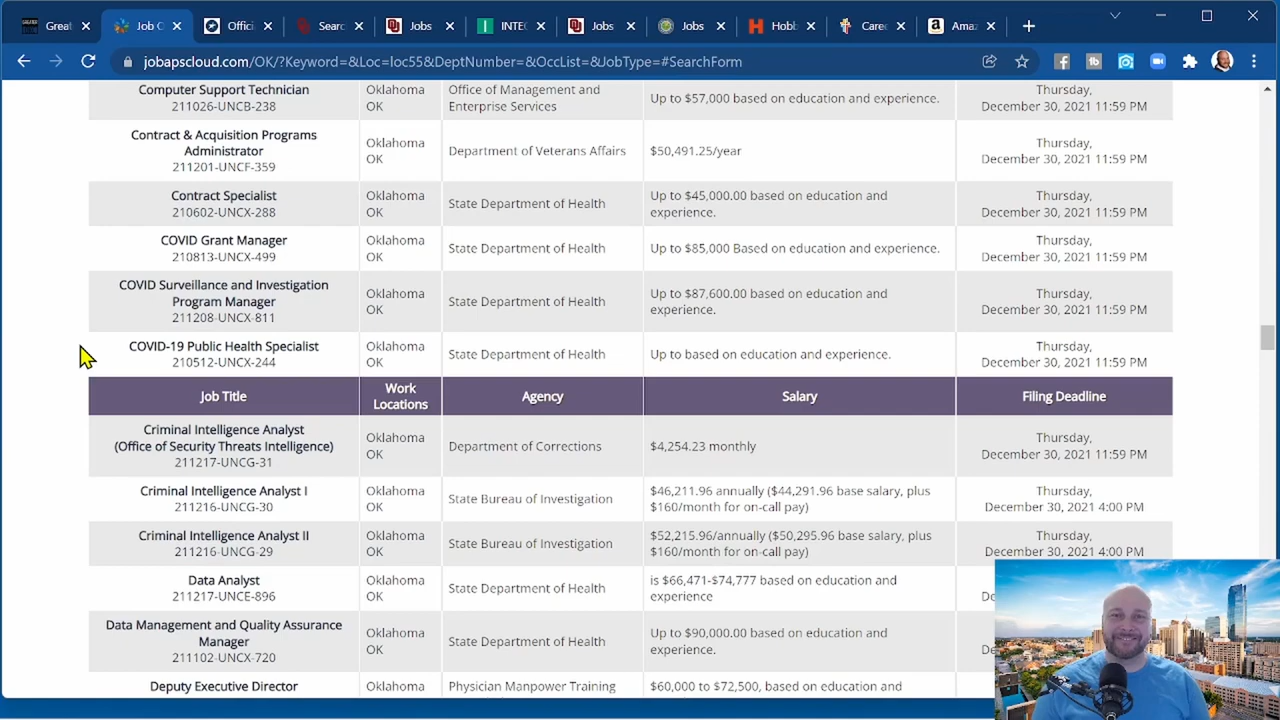 Great
Job C
Offici
Searc
Jobs
INTEC
Jobs
Jobs
Hobb
Caree
Amaz
jobapscloud.com/OK/?Keyword=&Loc=loc55&DeptNumber=&OccList=&JobType=#SearchForm
Computer Support Technician
211026-UNCB-238
Oklahoma
OK
Office of Management and
Enterprise Services
Up to $57,000 based on education and experience.
Thursday,
December 30, 2021 11:59 PM
Contract & Acquisition Programs
Administrator
211201-UNCF-359
Oklahoma
OK
Department of Veterans Affairs
$50,491.25/year
Thursday,
December 30, 2021 11:59 PM
Contract Specialist
210602-UNCX-288
Oklahoma
OK
State Department of Health
Up to $45,000.00 based on education and
experience.
Thursday,
December 30, 2021 11:59 PM
COVID Grant Manager
210813-UNCX-499
Oklahoma
OK
State Department of Health
Up to $85,000 Based on education and experience.
Thursday,
December 30, 2021 11:59 PM
COVID Surveillance and Investigation
Program Manager
211208-UNCX-811
Oklahoma
OK
State Department of Health
Up to $87,600.00 based on education and
experience.
Thursday,
December 30, 2021 11:59 PM
COVID-19 Public Health Specialist
210512-UNCX-244
Oklahoma
OK
State Department of Health
Up to based on education and experience.
Thursday,
December 30, 2021 11:59 PM
Job Title
Work
Locations
Agency
Salary
Filing Deadline
Criminal Intelligence Analyst
(Office of Security Threats Intelligence)
211217-UNCG-31
Oklahoma
OK
Department of Corrections
$4,254.23 monthly
Thursday,
December 30, 2021 11:59 PM
Criminal Intelligence Analyst I
211216-UNCG-30
Oklahoma
OK
State Bureau of Investigation
$46,211.96 annually ($44,291.96 base salary, plus
$160/month for on-call pay)
Thursday,
December 30, 2021 4:00 PM
Criminal Intelligence Analyst II
211216-UNCG-29
Oklahoma
OK
State Bureau of Investigation
$52,215.96/annually ($50,295.96 base salary, plus
$160/month for on-call pay)
Thursday,
December 30, 2021 4:00 PM
Data Analyst
211217-UNCE-896
Oklahoma
OK
State Department of Health
is $66,471-$74,777 based on education and
experience
De
Data Management and Quality Assurance
Manager
211102-UNCX-720
Oklahoma
OK
State Department of Health
Up to $90,000.00 based on education and
experience.
De
Deputy Executive Director
Oklahoma
Physician Manpower Training
$60,000 to $72,500, based on education and